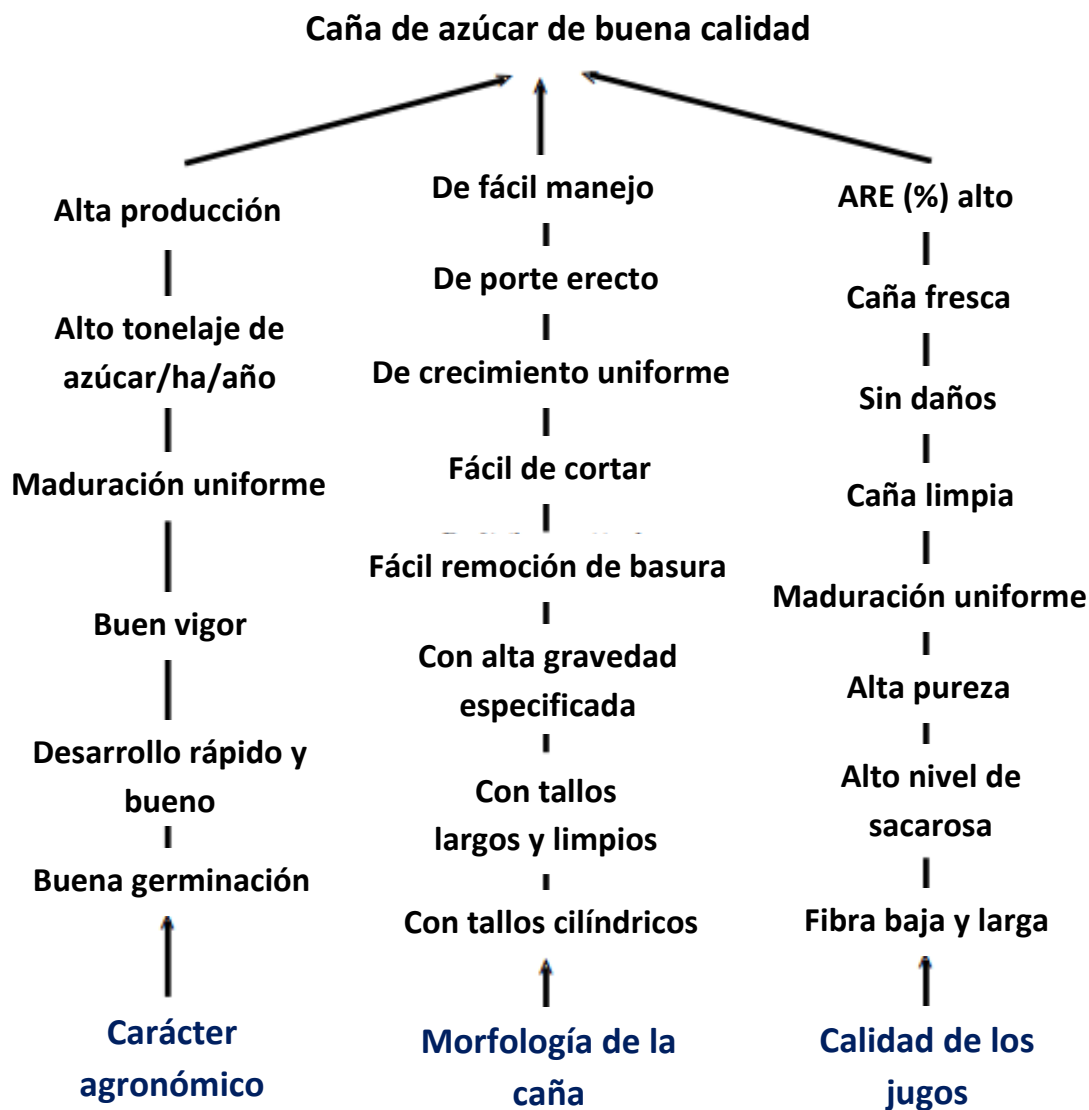 Caña de azúcar de buena calidad
Alta producción
Alto tonelaje de
azúcar/ha/año
Maduración uniforme
Buen vigor
Desarrollo rápido y
bueno
Buena germinación
Carácter
agronómico
De fácil manejo
De porte erecto
De crecimiento uniforme
Fácil de cortar
Fácil remoción de basura
Con alta gravedad
especificada
Con tallos
largos y limpios
Con tallos cilíndricos
Morfología de la
caña
ARE (%) alto
Caña fresca
Sin daños
Caña limpia
Maduración uniforme
Alta pureza
Alto nivel de
sacarosa
Fibra baja y larga
Calidad de los
jugos